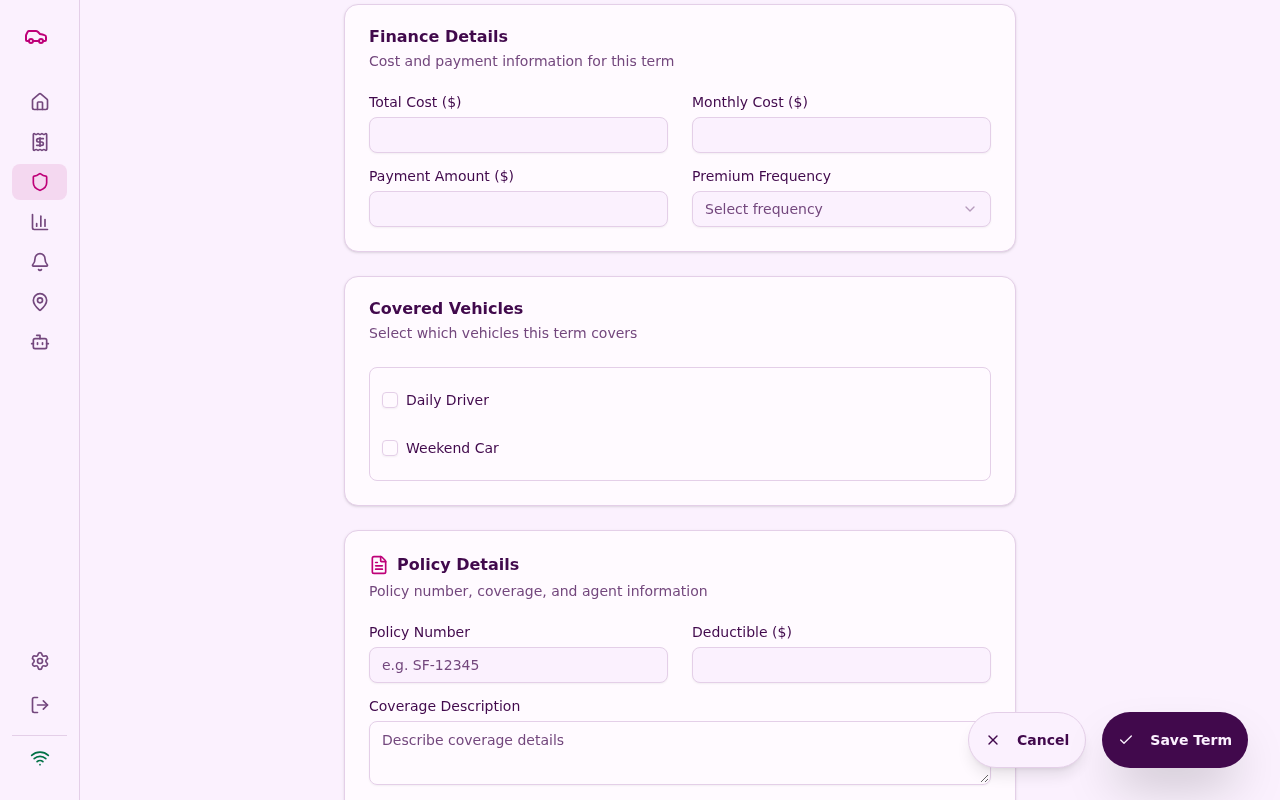 Finance Details
Cost and payment information for this term
Total Cost ($)
Monthly Cost ($)
Payment Amount ($)
Premium Frequency
Select frequency
Covered Vehicles
Select which vehicles this term covers
Daily Driver
Weekend Car
Policy Details
Policy number, coverage, and agent information
Policy Number
Deductible ($)
e.g. SF-12345
Coverage Description
Describe coverage details
Cancel
Save Term